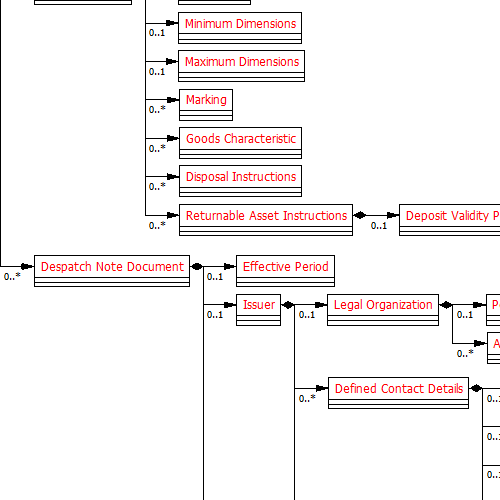 Minimum Dimensions
0..1
Maximum Dimensions
0..1
Marking
0..*
Goods Characteristic
0..*
Disposal Instructions
0..*
Returnable Asset Instructions
Deposit Validity P
0..*
0..1
Despatch Note Document
Effective Period
0..*
0..1
Issuer
Legal Organization
P
0..1
0..1
0..1
A
0..*
Defined Contact Details
0..*
0..
0..
0..